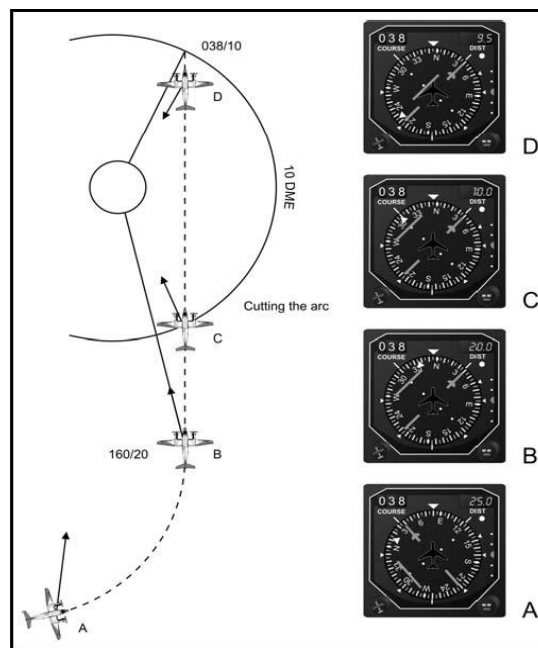 038/10
D
10 DME
Cutting the arc
C
160/20
B
A
038
9.5
COURSE
DIST
D
038
10.0
COURSE
DIST
C
038
20.0
COURSE
DIST
B
038
25.0
COURSE
DIST
A